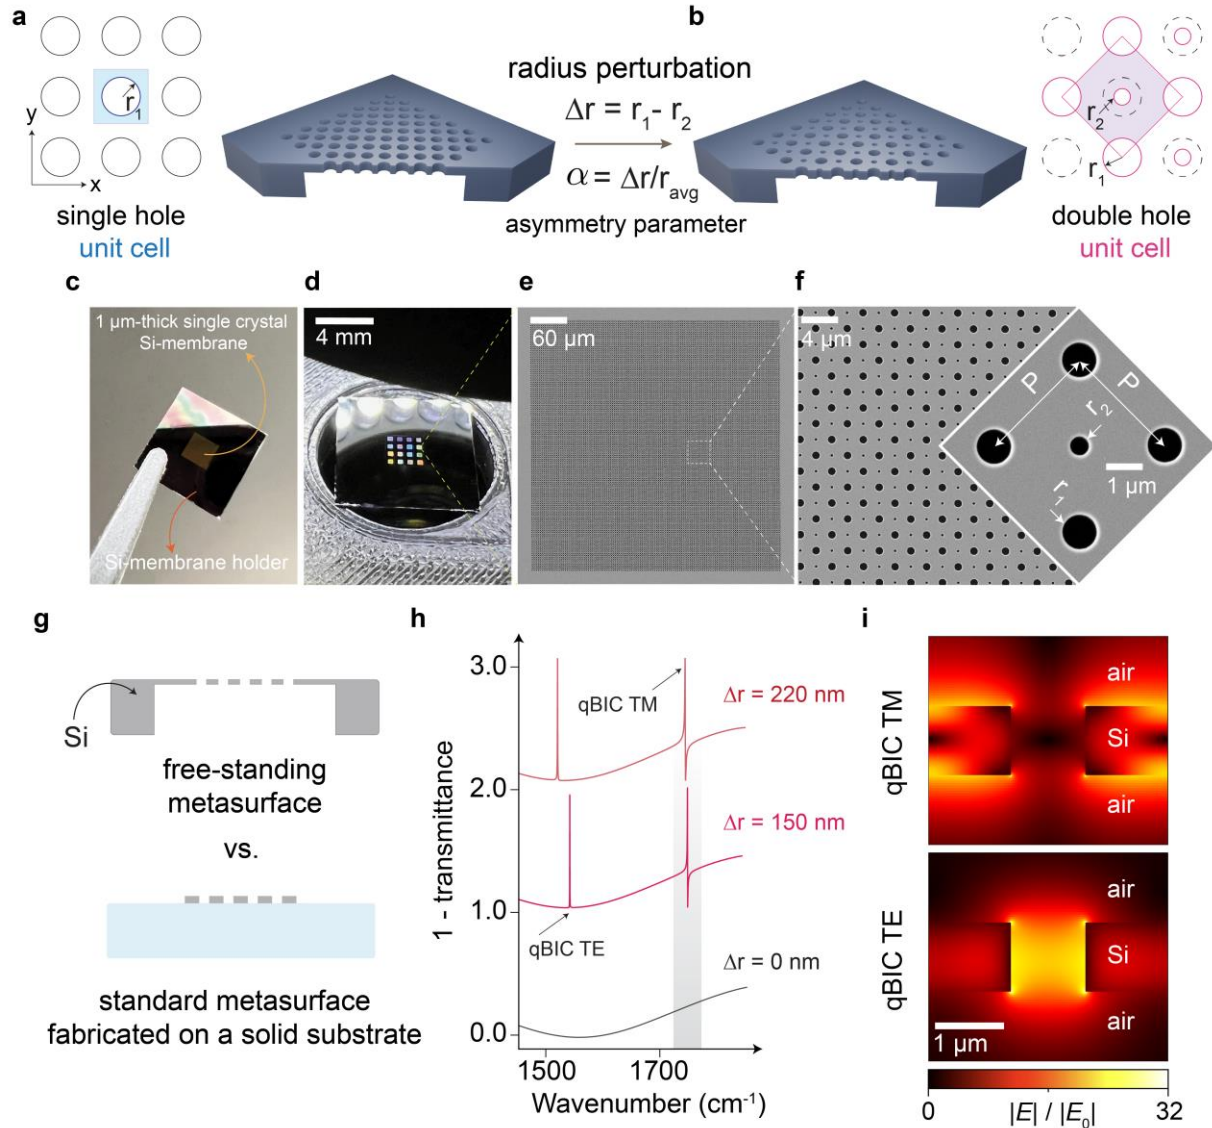 a
r1
y
x
single hole
unit cell
radius perturbation
Δr = r1- r2
α = Δr/ravg
asymmetry parameter
b
r2
r1
double hole
unit cell
c
1 µm-thick single crystal
Si-membrane
Si-membrane holder
d
4 mm
e
60 µm
f
4 µm
P
P
r2
1 µm
r1
g
Si
free-standing
metasurface
vs.
standard metasurface
fabricated on a solid substrate
h
3.0
2.0
1.0
0.0
1 - transmittance
qBIC TM
Δr = 220 nm
Δr = 150 nm
qBIC TE
Δr = 0 nm
1500
1700
Wavenumber (cm⁻¹)
i
qBIC TM
air
Si
air
qBIC TE
air
Si
air
1 µm
0
|E| / |E0|
32